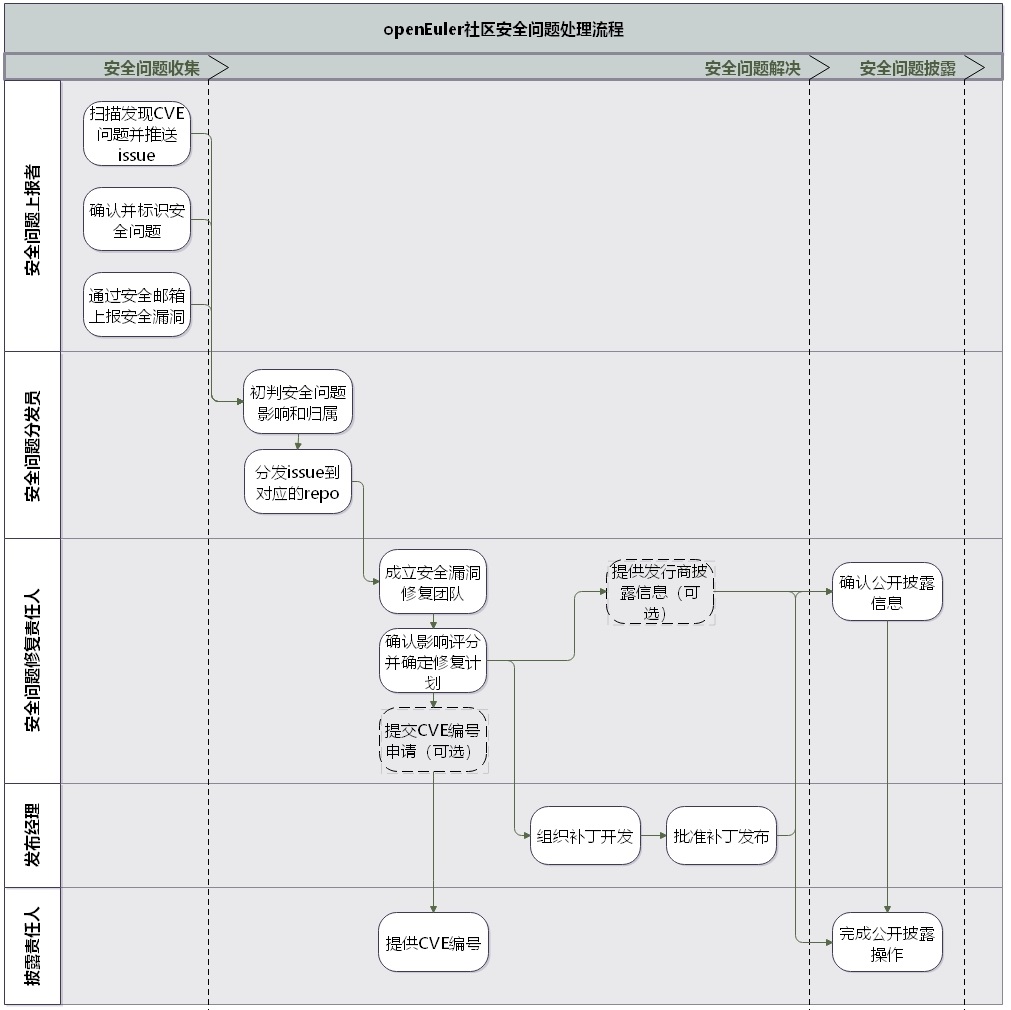 openEuler社区安全问题处理流程
安全问题收集
安全问题解决
安全问题披露
安全问题上报者
扫描发现CVE
问题并推送
issue
确认并标识安
全问题
通过安全邮箱
上报安全漏洞
安全问题分发员
初判安全问题
影响和归属
分发issue到
对应的repo
安全问题修复责任人
成立安全漏洞
修复团队
确认影响评分
并确定修复计
划
提交CVE编号
申请（可选）
提供发行商披
露信息（可
选）
确认公开披露
信息
发布经理
组织补丁开发
批准补丁发布
披露责任人
提供CVE编号
完成公开披露
操作